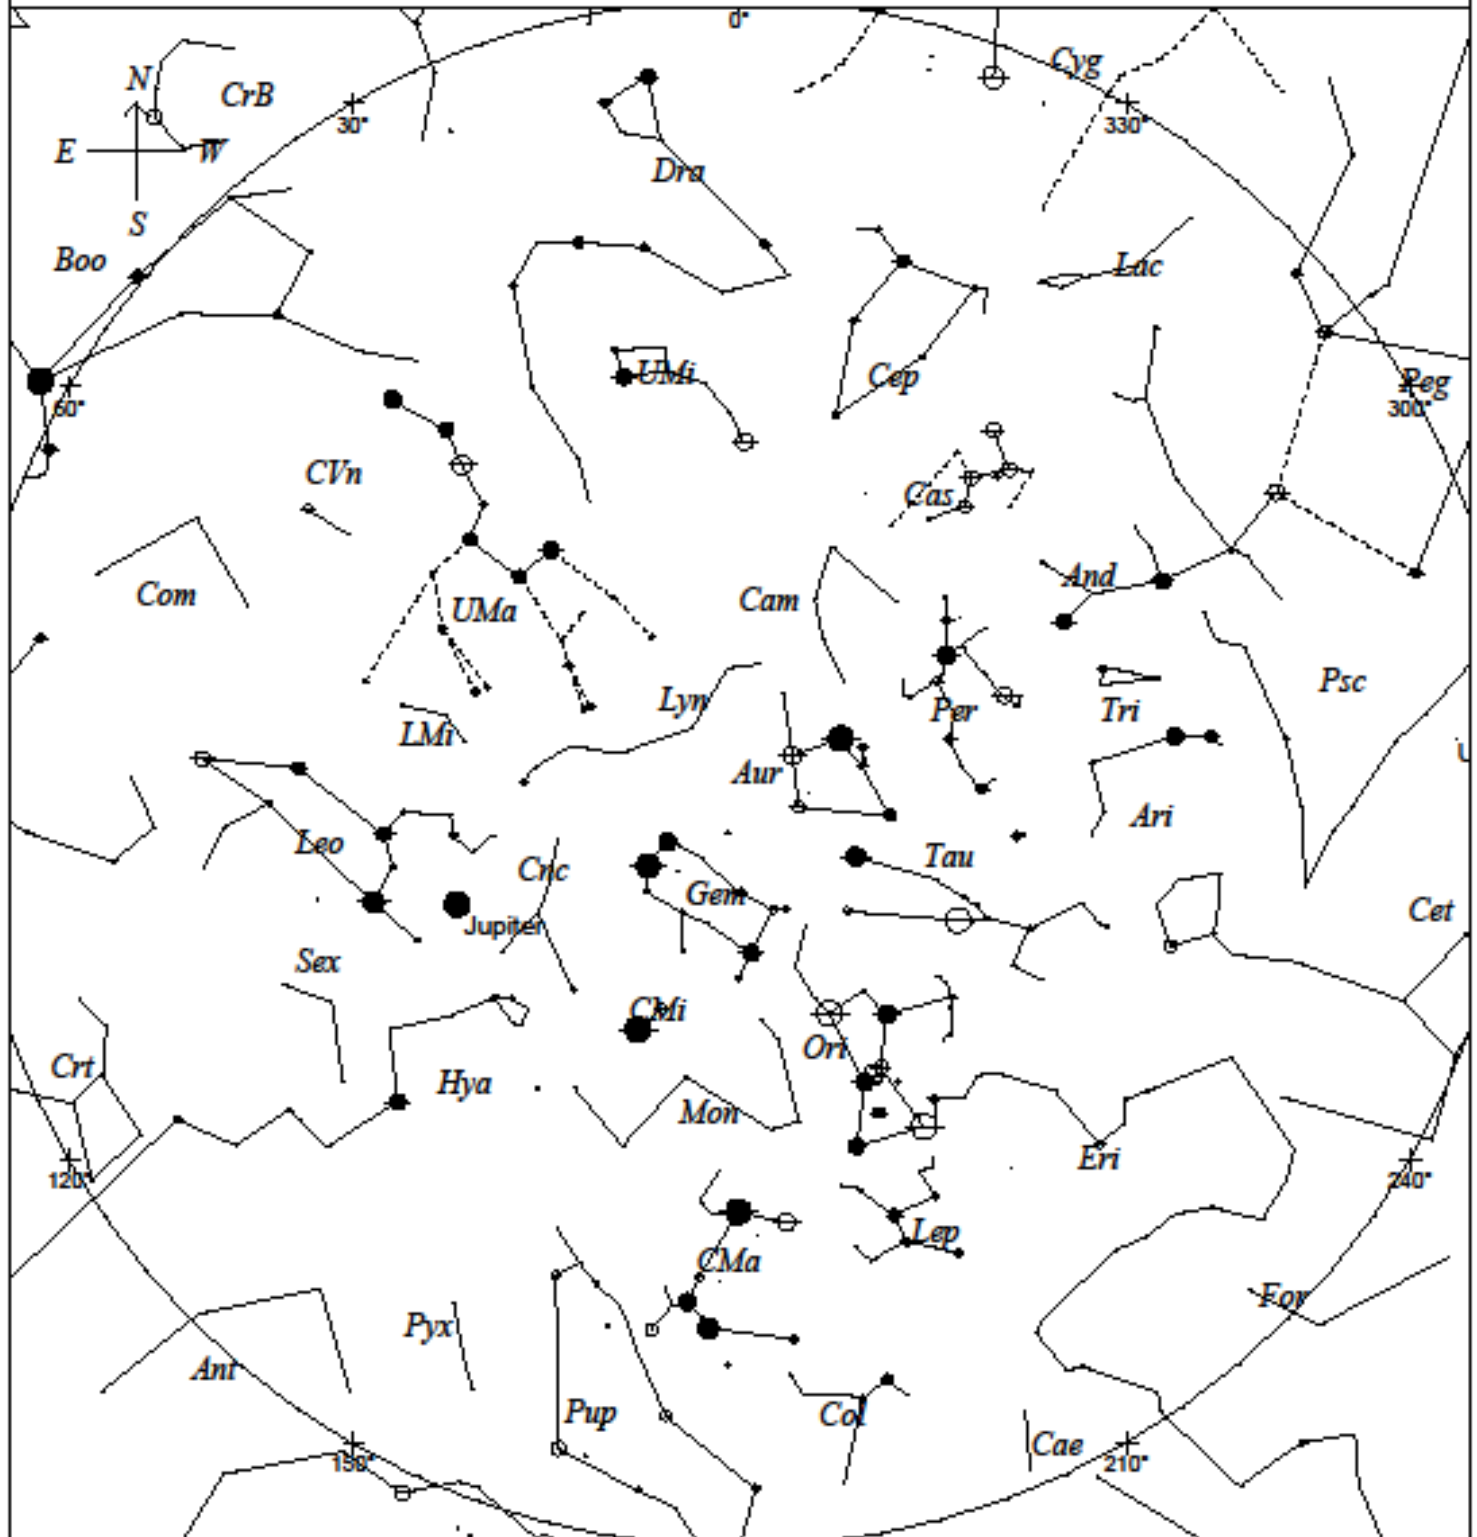 0°
Cyg
N
CrB
30°
330°
E
W
Dra
S
Boo
Lac
UMi
Cep
Peg
60°
300°
CVn
Cas
And
Com
Cam
UMa
Psc
Lyn
Per
Tri
LMi
U
Aur
Ari
Leo
Tau
Cnc
Gem
Cet
Jupiter
Sex
CMi
Ori
Crt
Hya
Mon
Eri
120°
240°
Lep
CMa
For
Pyx
Ant
Pup
Col
Cae
150°
210°